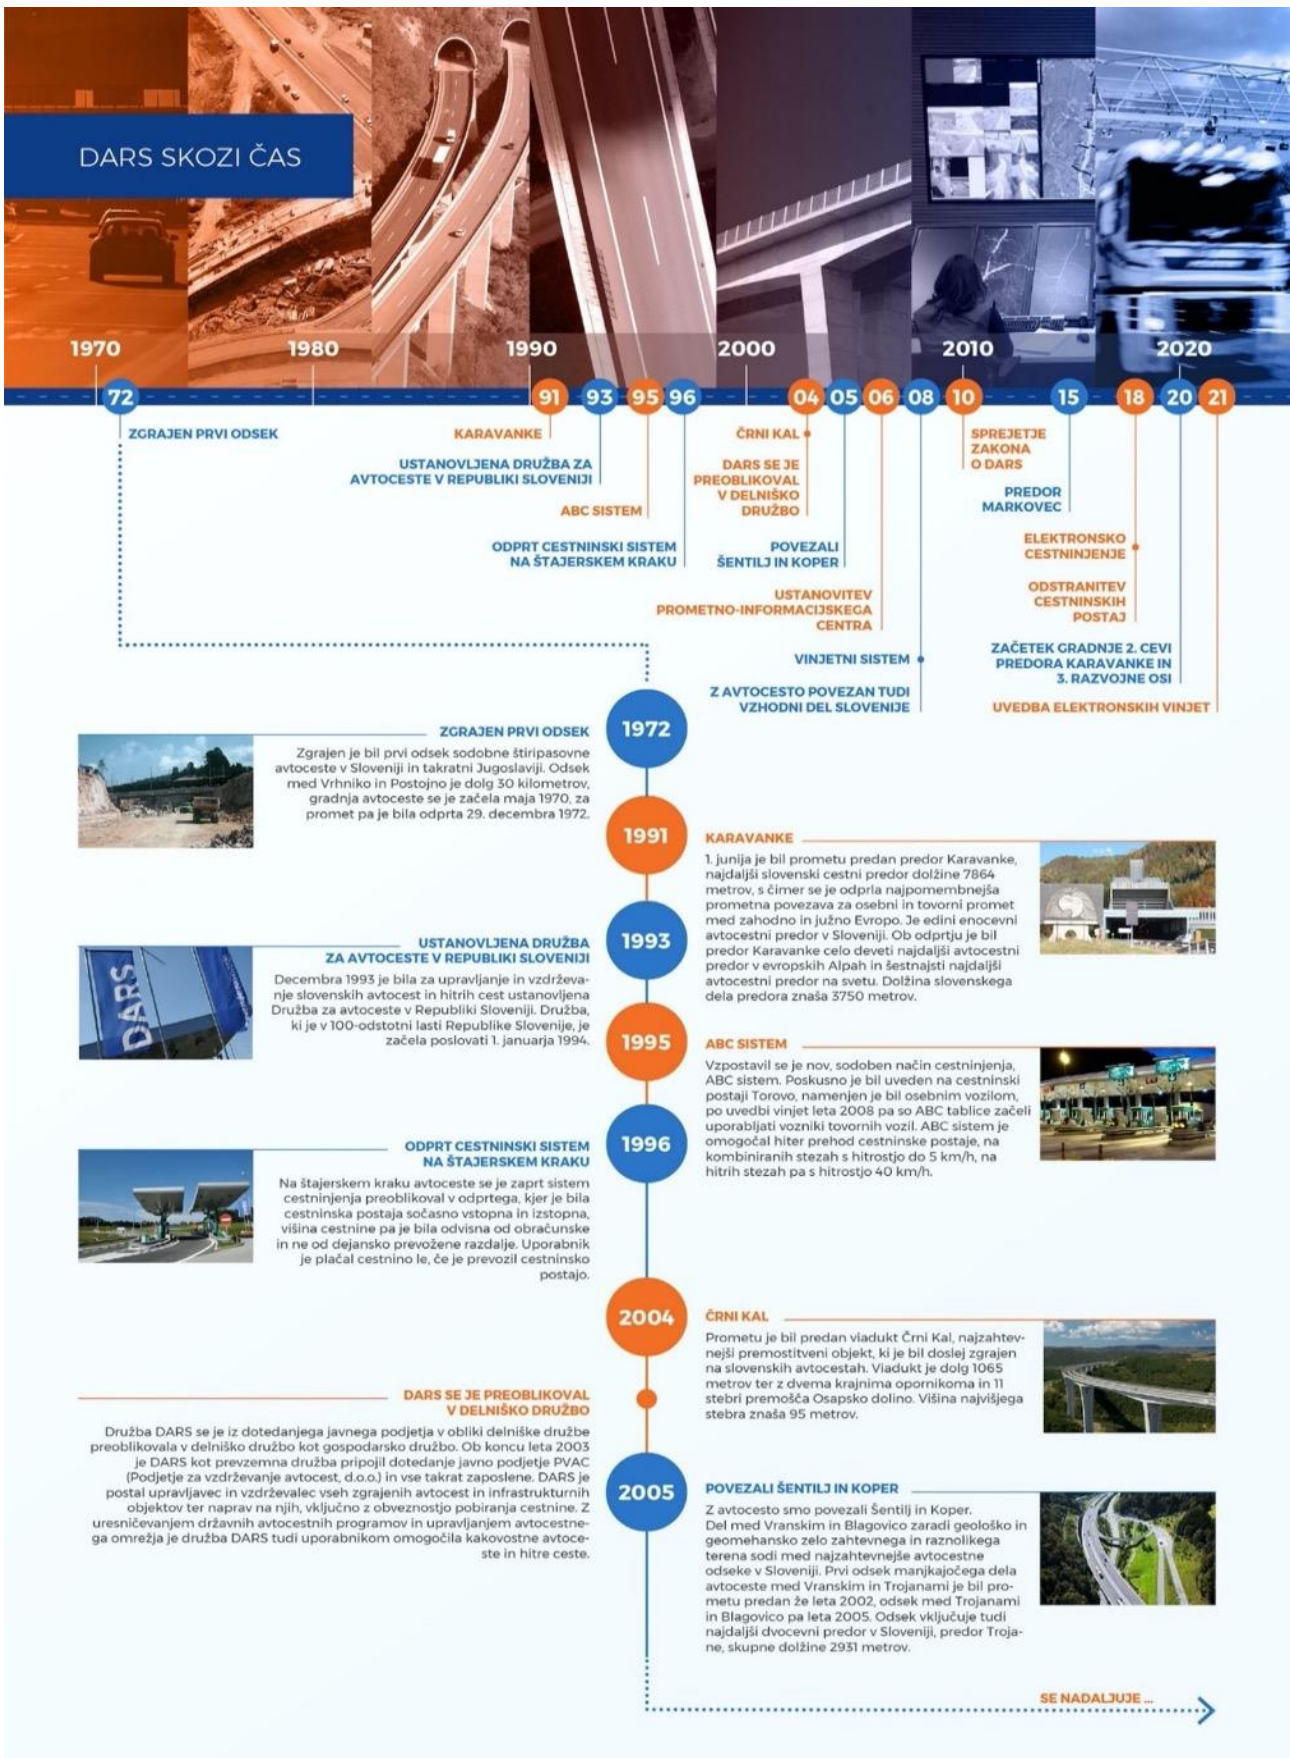 DARS SKOZI ČAS
1970
1980
1990
2000
2010
2020
72
91
93
95
96
04
05
06
08
10
15
18
20
21
ZGRAJEN PRVI ODSEK
KARAVANKE
USTANOVLJENA DRUŽBA ZA
AVTOCESTE V REPUBLIKI SLOVENIJI
ABC SISTEM
ODPRT CESTNINSKI SISTEM
NA ŠTAJERSKEM KRAKU
ČRNI KAL
DARS SE JE
PREOBLIKOVAL
V DELNIŠKO
DRUŽBO
POVEZALI
ŠENTILJ IN KOPER
USTANOVITEV
PROMETNO-INFORMACIJSKEGA
CENTRA
VINJETNI SISTEM
Z AVTOCESTO POVEZAN TUDI
VZHODNI DEL SLOVENIJE
SPREJETJE
ZAKONA
O DARS
PREDOR
MARKOVEC
ELEKTRONSKO
CESTNINJENJE
ODSTRANITEV
CESTNINSKIH
POSTAJ
ZAČETEK GRADNJE 2. CEVI
PREDORA KARAVANKE IN
3. RAZVOJNE OSI
UVEDBA ELEKTRONSKIH VINJET
1972
ZGRAJEN PRVI ODSEK
Zgrajen je bil prvi odsek sodobne štiripasovne
avtoceste v Sloveniji in takratni Jugoslaviji. Odsek
med Vrhniko in Postojno je dolg 30 kilometrov,
gradnja avtoceste se je začela maja 1970, za
promet pa je bila odprta 29. decembra 1972.
1991
KARAVANKE
1. junija je bil prometu predan predor Karavanke,
najdaljši slovenski cestni predor dolžine 7864
metrov, s čimer se je odprla najpomembnejša
prometna povezava za osebni in tovorni promet
med zahodno in južno Evropo. Je edini enocevni
avtocestni predor v Sloveniji. Ob odprtju je bil
predor Karavanke celo deveti najdaljši avtocestni
predor v evropskih Alpah in šestnajsti najdaljši
avtocestni predor na svetu. Dolžina slovenskega
dela predora znaša 3750 metrov.
1993
USTANOVLJENA DRUŽBA
ZA AVTOCESTE V REPUBLIKI SLOVENIJI
DARS
Decembra 1993 je bila za upravljanje in vzdrževa-
nje slovenskih avtocest in hitrih cest ustanovljena
Družba za avtoceste v Republiki Sloveniji. Družba,
ki je v 100-odstotni lasti Republike Slovenije, je
začela poslovati 1. januarja 1994.
1995
ABC SISTEM
Vzpostavil se je nov, sodoben način cestninjenja,
ABC sistem. Poskusno je bil uveden na cestninski
postaji Torovo, namenjen je bil osebnim vozilom,
po uvedbi vinjet leta 2008 pa so ABC tablice začeli
uporabljati vozniki tovornih vozil. ABC sistem je
omogočal hiter prehod cestninske postaje, na
kombiniranih stezah s hitrostjo do 5 km/h, na
hitrih stezah pa s hitrostjo 40 km/h.
1996
ODPRT CESTNINSKI SISTEM
NA ŠTAJERSKEM KRAKU
Na štajerskem kraku avtoceste se je zaprt sistem
cestninjenja preoblikoval v odprtega, kjer je bila
cestninska postaja sočasno vstopna in izstopna,
višina cestnine pa je bila odvisna od obračunske
in ne od dejansko prevožene razdalje. Uporabnik
je plačal cestnino le, če je prevozil cestninsko
postajo.
2004
ČRNI KAL
Prometu je bil predan viadukt Črni Kal, najzahtev-
nejši premostitveni objekt, ki je bil doslej zgrajen
na slovenskih avtocestah. Viadukt je dolg 1065
metrov ter z dvema krajnima opornikoma in 11
stebri premošča Osapsko dolino. Višina najvišjega
stebra znaša 95 metrov.
DARS SE JE PREOBLIKOVAL
V DELNIŠKO DRUŽBO
Družba DARS se je iz dotedanjega javnega podjetja v obliki delniške družbe
preoblikovala v delniško družbo kot gospodarsko družbo. Ob koncu leta 2003
je DARS kot prevzemna družba pripojil dotedanje javno podjetje PVAC
(Podjetje za vzdrževanje avtocest, d.o.o.) in vse takrat zaposlene. DARS je
postal upravljavec in vzdrževalec vseh zgrajenih avtocest in infrastrukturnih
objektov ter naprav na njih, vključno z obveznostjo pobiranja cestnine. Z
uresničevanjem državnih avtocestnih programov in upravljanjem avtocestne-
ga omrežja je družba DARS tudi uporabnikom omogočila kakovostne avtoce-
ste in hitre ceste.
2005
POVEZALI ŠENTILJ IN KOPER
Z avtocesto smo povezali Šentilj in Koper.
Del med Vranskim in Blagovico zaradi geološko in
geomehansko zelo zahtevnega in raznolikega
terena sodi med najzahtevnejše avtocestne
odseke v Sloveniji. Prvi odsek manjkajočega dela
avtoceste med Vranskim in Trojanami je bil pro-
metu predan že leta 2002, odsek med Trojanami
in Blagovico pa leta 2005. Odsek vključuje tudi
najdaljši dvocevni predor v Sloveniji, predor Troja-
ne, skupne dolžine 2931 metrov.
SE NADALJUJE ...